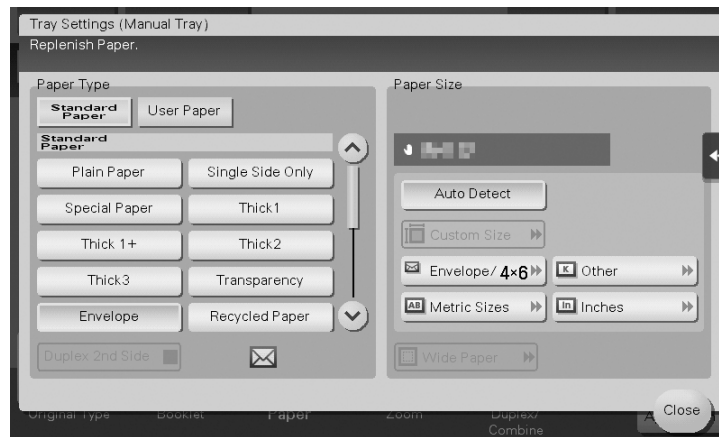 Tray Settings (Manual Tray)
Replenish Paper.
Paper Type
Standard
Paper
User Paper
Standard
Paper
Plain Paper
Single Side Only
Special Paper
Thick1
Thick 1+
Thick2
Thick3
Transparency
Envelope
Recycled Paper
Duplex 2nd Side
Paper Size
Auto Detect
Custom Size
Envelope/ 4×6
K Other
AB Metric Sizes
In Inches
Wide Paper
Original Type
Booklet
Paper
Zoom
Duplex/
Combine
Close